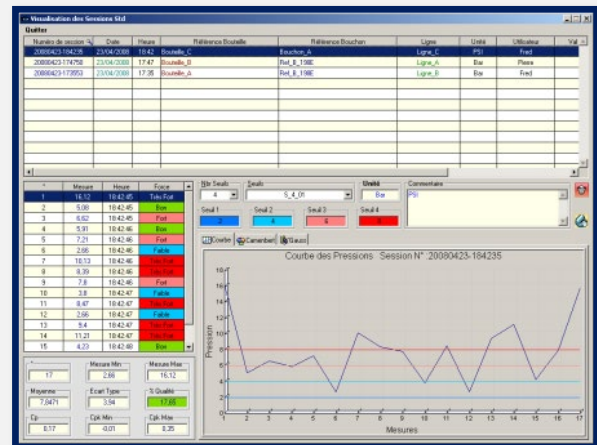 Visualisation des Sessions Std
Quitter
Numéro de session Date Heure Référence Bouteille Référence Bouchon Ligne Unité Utilisateur Val
20080423-184235 23/04/2008 18:42 Bouteille_C Bouchon_A Ligne_C PSI Fred
20080423-174758 23/04/2008 17:47 Bouteille_B Ref_B_198E Ligne_A Bar Pierre
20080423-173553 23/04/2008 17:35 Bouteille_A Ref_B_198E Ligne_B Bar Fred
Nbr Seuils Seuils Unité Commentaire
4 S_4_01 Bar PSI
Seuil 1 Seuil 2 Seuil 3 Seuil 4
2 4 6
* Mesure Heure Force
1 16,12 18:42:45 Très Fort
2 5,08 18:42:45 Bon
3 6,62 18:42:45 Fort
4 5,91 18:42:46 Bon
5 7,21 18:42:46 Fort
6 2,66 18:42:46 Faible
7 10,13 18:42:46 Très Fort
8 8,39 18:42:46 Très Fort
9 7,8 18:42:46 Fort
10 3,8 18:42:47 Faible
11 8,47 18:42:47 Très Fort
12 2,66 18:42:47 Faible
13 9,4 18:42:47 Très Fort
14 11,21 18:42:47 Très Fort
15 4,23 18:42:48 Bon
Courbe Camembert Gauss
Courbe des Pressions Session N° :20080423-184235
Pression
18
16
14
12
10
8
6
4
2
0
1 2 3 4 5 6 7 8 9 10 11 12 13 14 15 16 17
Mesures
* Mesure Min Mesure Max
17 2,66 16,12
Moyenne Ecart Type % Qualité
7,8471 3,94 17,65
Cp Cpk Min Cpk Max
0,17 -0,01 0,35